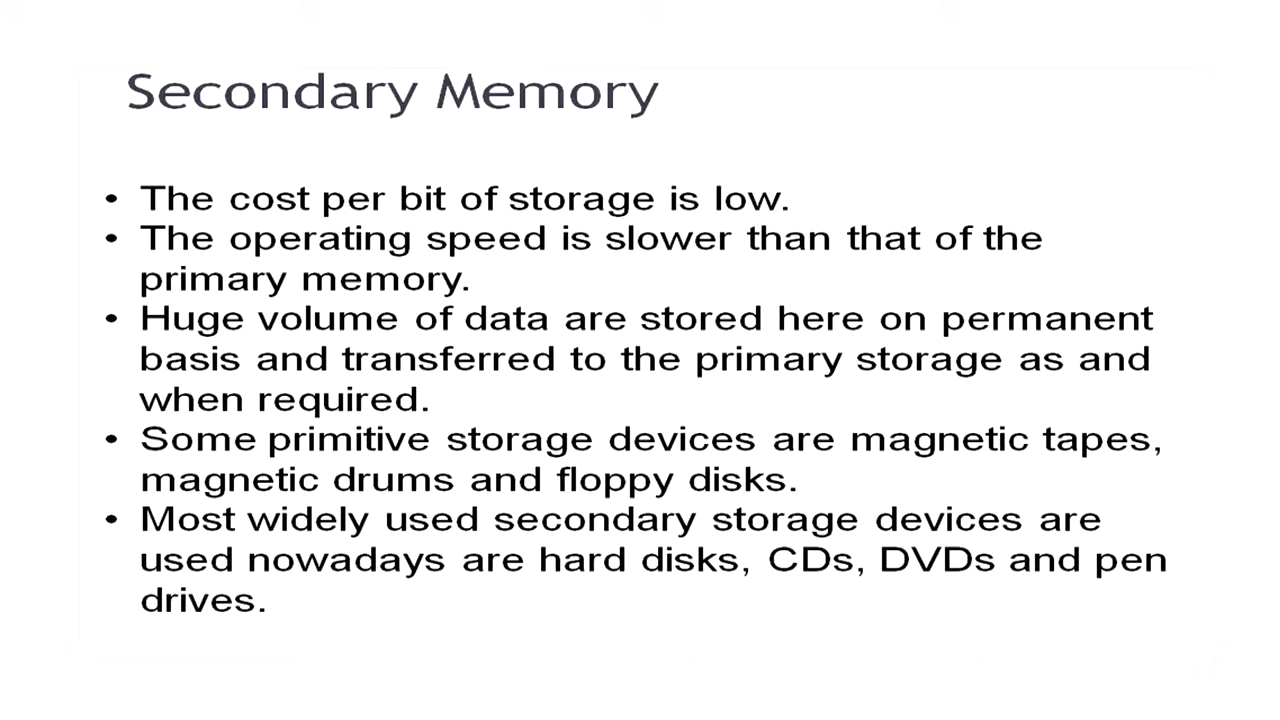 Secondary Memory
• The cost per bit of storage is low.
• The operating speed is slower than that of the
primary memory.
• Huge volume of data are stored here on permanent
basis and transferred to the primary storage as and
when required.
• Some primitive storage devices are magnetic tapes,
magnetic drums and floppy disks.
• Most widely used secondary storage devices are
used nowadays are hard disks, CDs, DVDs and pen
drives.